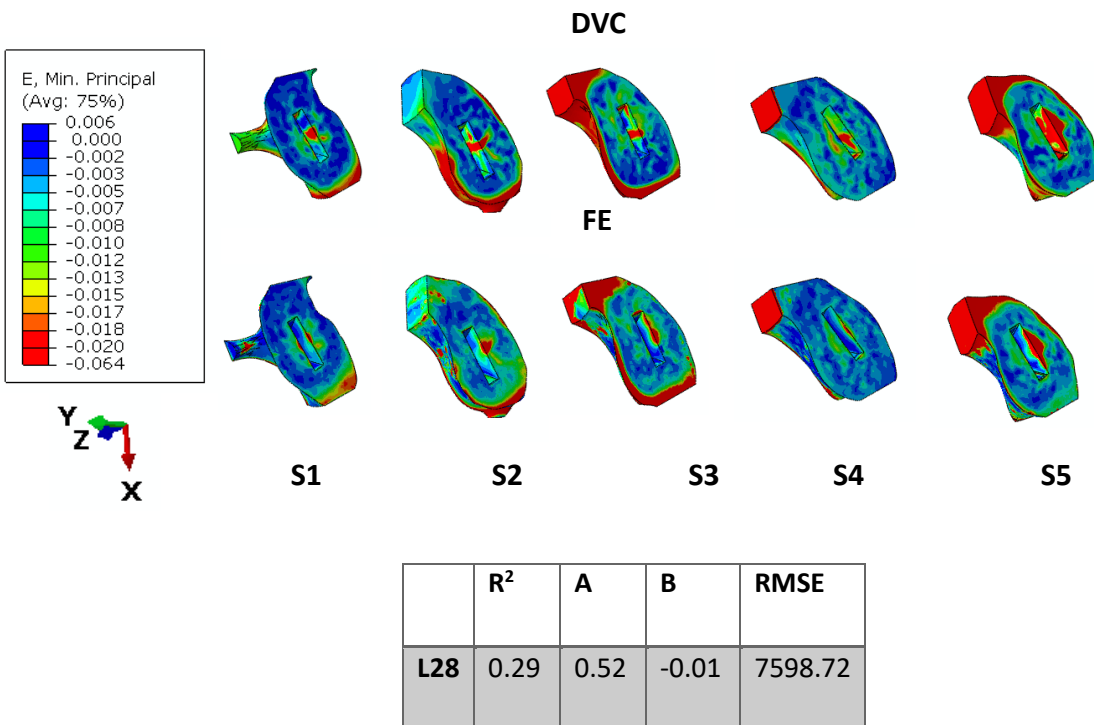 DVC
E, Min. Principal
(Avg: 75%)
0.006
0.000
-0.002
-0.003
-0.005
-0.007
-0.008
-0.010
-0.012
-0.013
-0.015
-0.017
-0.018
-0.020
-0.064
FE
Y
Z
X
S1 S2 S3 S4 S5
R² A B RMSE
L28 0.29 0.52 -0.01 7598.72